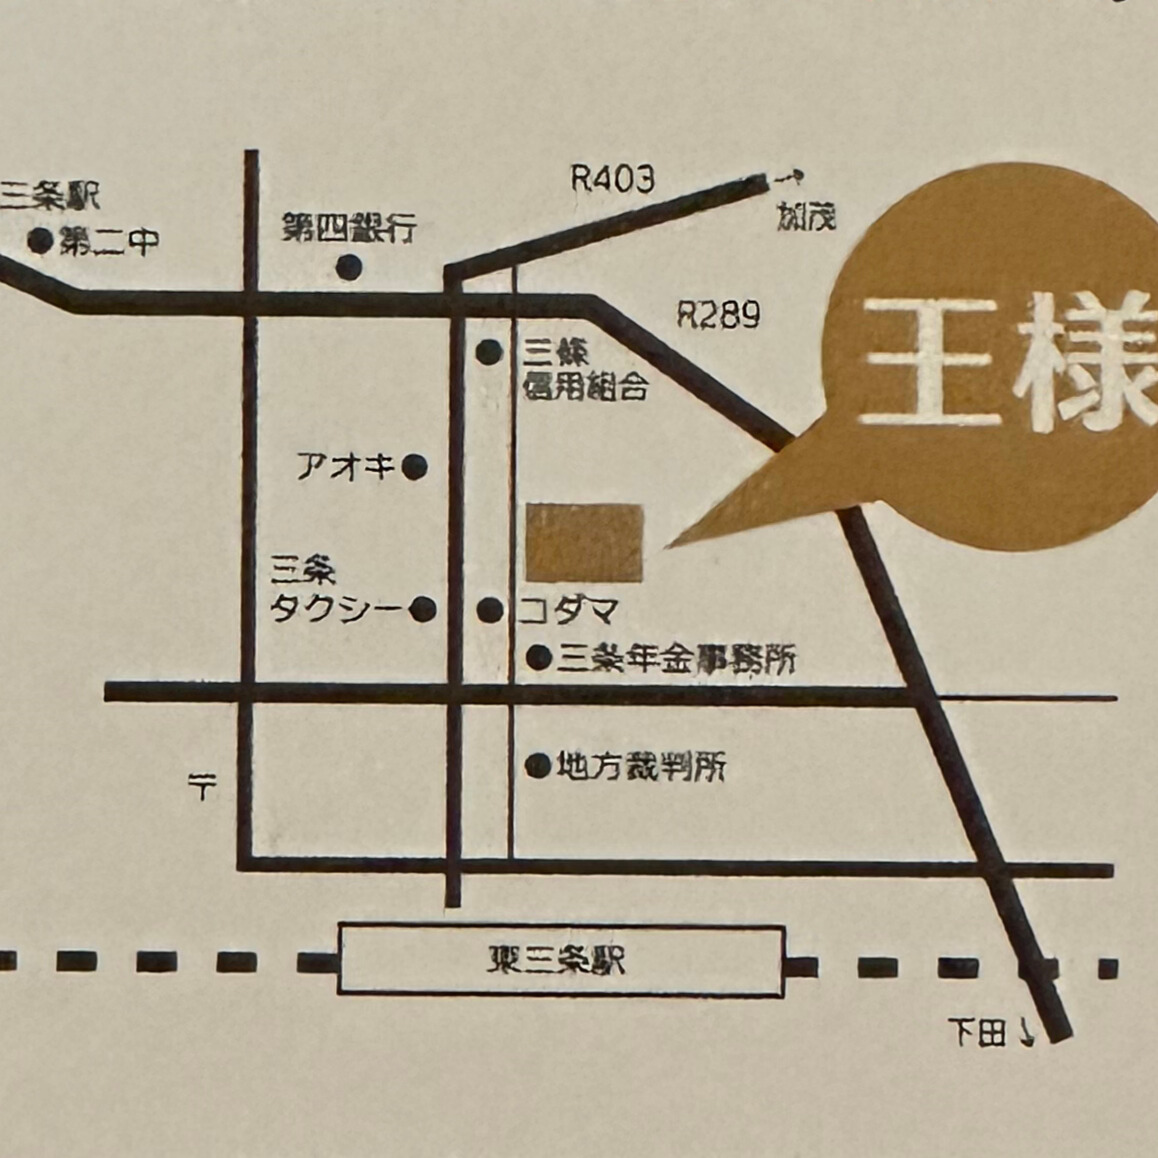 三条駅
第二中
第四銀行
R403
加茂
R289
王様
三條
信用組合
アオキ
三条
タクシー
コダマ
三条年金事務所
〒
地方裁判所
東三条駅
下田